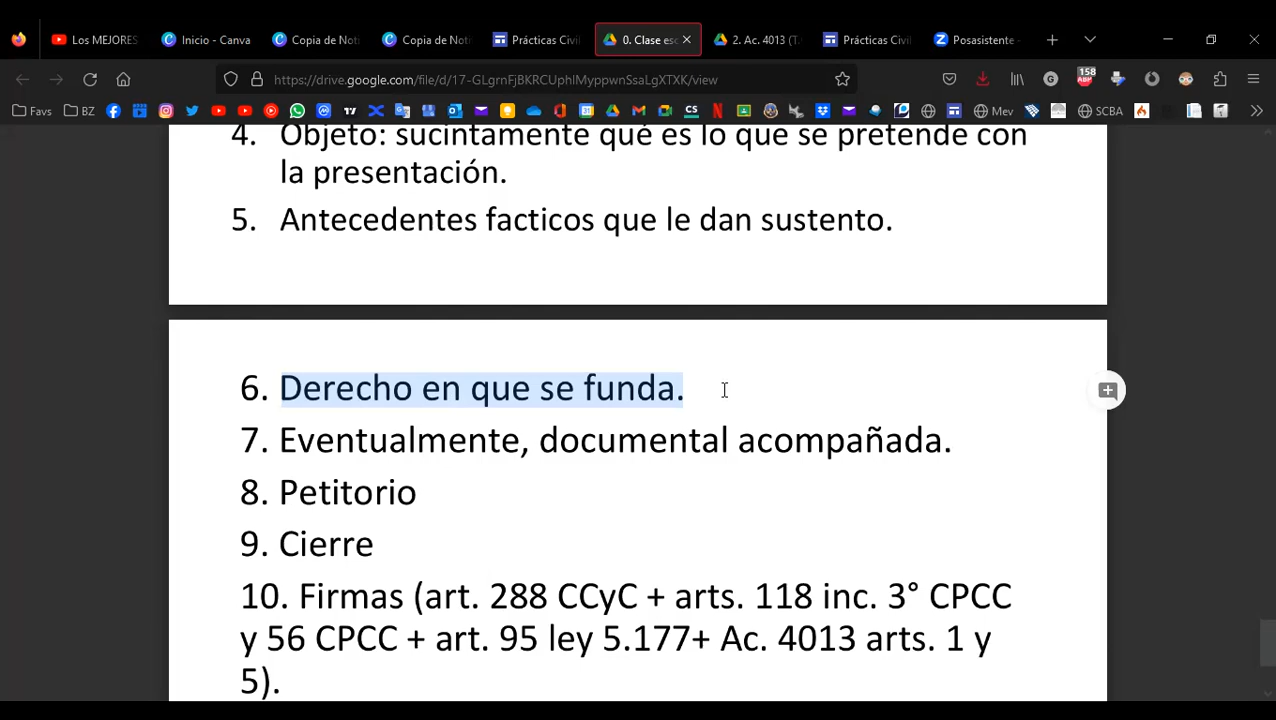 Los MEJORES
Inicio - Canva
Copia de Noti
Copia de Noti
Prácticas Civil
0. Clase esc
2. Ac. 4013 (T.
Prácticas Civil
Posasistente -
https://drive.google.com/file/d/17-GLgrnFjBKRCUphlMyppwnSsaLgXTXK/view
158
Favs
BZ
CS
Mev
SCBA
4. Objeto: sucintamente qué es lo que se pretende con
la presentación.
5. Antecedentes facticos que le dan sustento.
6. Derecho en que se funda.
7. Eventualmente, documental acompañada.
8. Petitorio
9. Cierre
10. Firmas (art. 288 CCyC + arts. 118 inc. 3° CPCC
y 56 CPCC + art. 95 ley 5.177+ Ac. 4013 arts. 1 y
5).